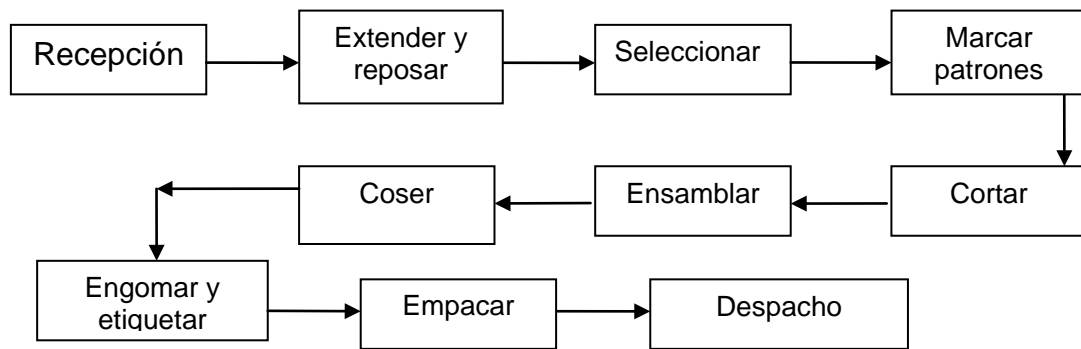 Recepción
Extender y
reposar
Seleccionar
Marcar
patrones
Cortar
Ensamblar
Coser
Engomar y
etiquetar
Empacar
Despacho